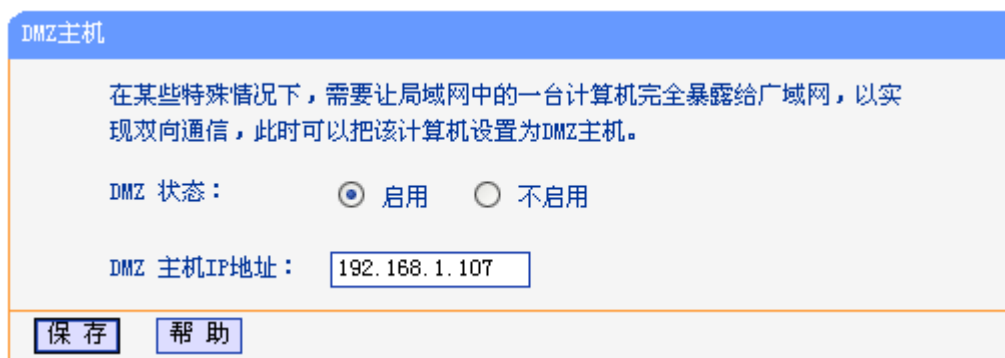 DMZ主机
在某些特殊情况下，需要让局域网中的一台计算机完全暴露给广域网，以实
现双向通信，此时可以把该计算机设置为DMZ主机。
DMZ 状态： 启用 不启用
DMZ 主机IP地址： 192.168.1.107
保 存 帮 助